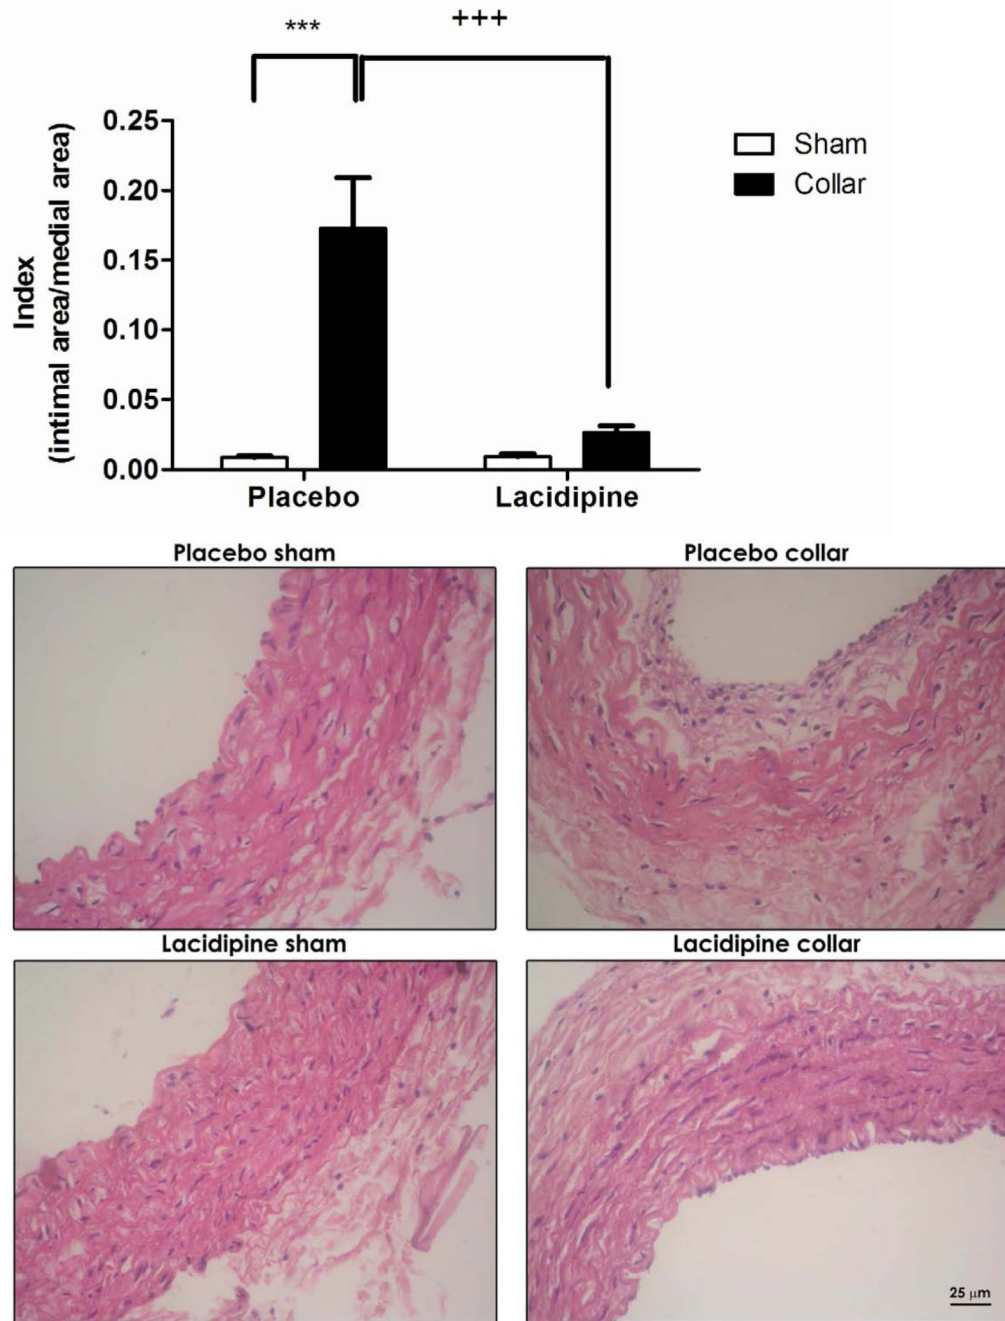 ***
+++
Index
(intimal area/medial area)
0.25
0.20
0.15
0.10
0.05
0.00
Placebo
Lacidipine
Sham
Collar
Placebo sham
Placebo collar
Lacidipine sham
Lacidipine collar
25 µm